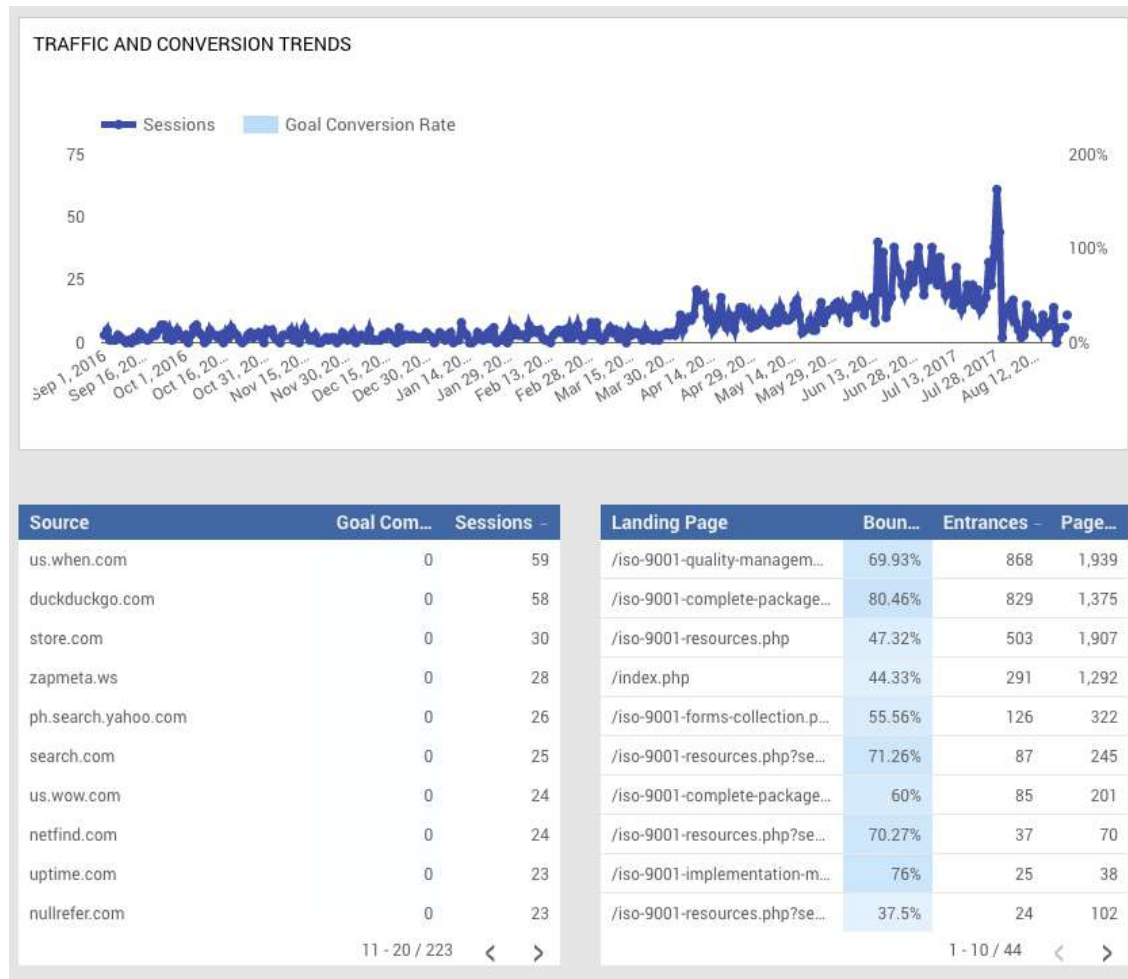 TRAFFIC AND CONVERSION TRENDS
Sessions Goal Conversion Rate
75 200%
50
100%
25
0 0%
Sep 1, 2016 Sep 16, 20... Oct 1, 2016 Oct 16, 20... Oct 31, 20... Nov 15, 20... Nov 30, 20... Dec 15, 20... Dec 30, 20... Jan 14, 20... Jan 29, 20... Feb 13, 20... Feb 28, 20... Mar 15, 20... Mar 30, 20... Apr 14, 20... Apr 29, 20... May 14, 20... May 29, 20... Jun 13, 20... Jun 28, 20... Jul 13, 2017 Jul 28, 2017 Aug 12, 20...
Source Goal Com... Sessions
us.when.com 0 59
duckduckgo.com 0 58
store.com 0 30
zapmeta.ws 0 28
ph.search.yahoo.com 0 26
search.com 0 25
us.wow.com 0 24
netfind.com 0 24
uptime.com 0 23
nullrefer.com 0 23
11 - 20 / 223 < >
Landing Page Boun... Entrances Page...
/iso-9001-quality-managem... 69.93% 868 1,939
/iso-9001-complete-package... 80.46% 829 1,375
/iso-9001-resources.php 47.32% 503 1,907
/index.php 44.33% 291 1,292
/iso-9001-forms-collection.p... 55.56% 126 322
/iso-9001-resources.php?se... 71.26% 87 245
/iso-9001-complete-package... 60% 85 201
/iso-9001-resources.php?se... 70.27% 37 70
/iso-9001-implementation-m... 76% 25 38
/iso-9001-resources.php?se... 37.5% 24 102
1 - 10 / 44 < >